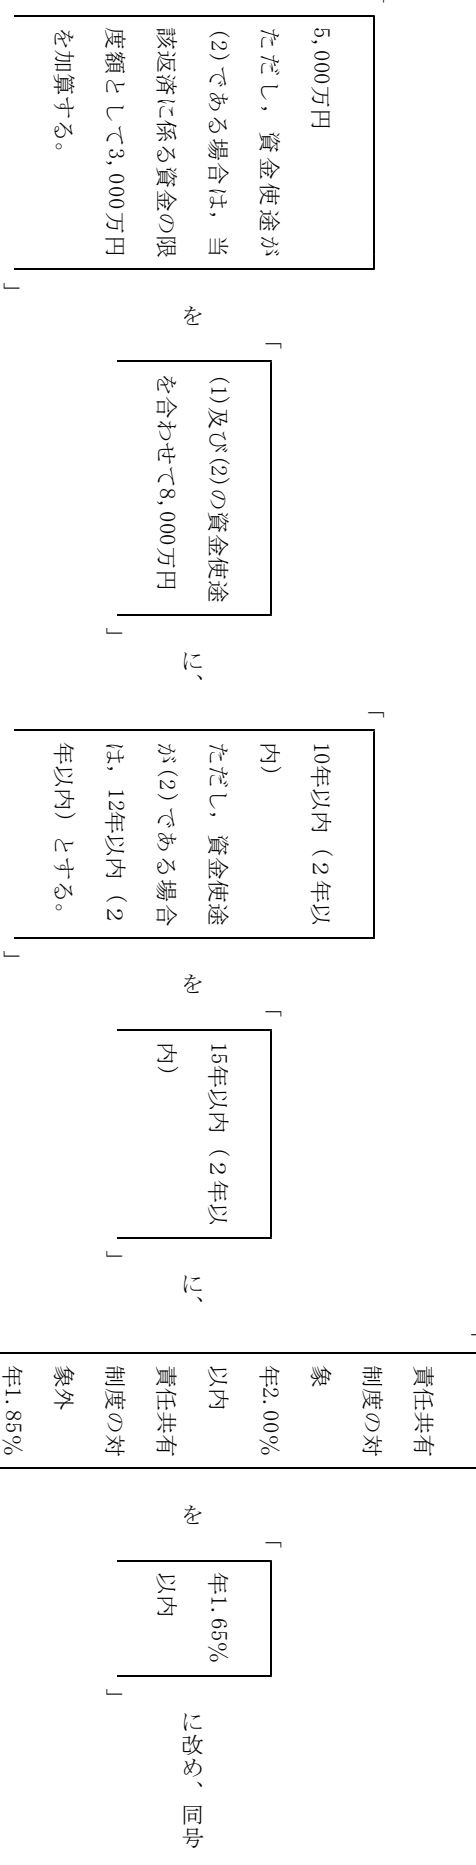 「
5,000万円
ただし，資金使途が
(2)である場合は，当
該返済に係る資金の限
度額として3,000万円
を加算する。
」
を
「
(1)及び(2)の資金使途
を合わせて8,000万円
」
に、
「
10年以内（２年以
内）
ただし，資金使途
が(2)である場合
は，12年以内（２
年以内）とする。
」
を
「
15年以内（２年以
内）
」
に、
「
責任共有
制度の対
象
年2.00%
以内
責任共有
制度の対
象外
年1.85%
を
「
年1.65%
以内
」
に改め、同号